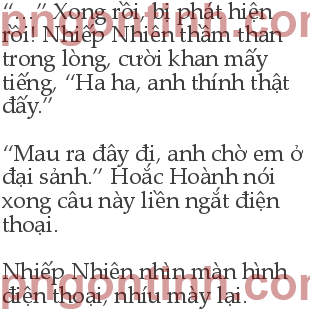 “...” Xong rồi, bị phát hiện
rồi! Nhiếp Nhiên thầm than
trong lòng, cười khan mấy
tiếng, “Ha ha, anh thính thật
đấy.”
“Mau ra đây đi, anh chờ em ở
đại sảnh.” Hoắc Hoành nói
xong câu này liền ngắt điện
thoại.
Nhiếp Nhiên nhìn màn hình
điện thoại, nhíu mày lại.